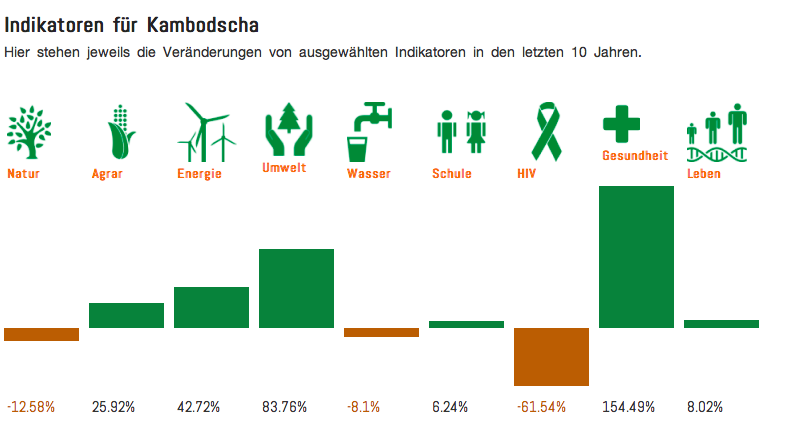 Indikatoren für Kambodscha
Hier stehen jeweils die Veränderungen von ausgewählten Indikatoren in den letzten 10 Jahren.
Natur Agrar Energie Umwelt Wasser Schule HIV Gesundheit Leben
-12.58% 25.92% 42.72% 83.76% -8.1% 6.24% -61.54% 154.49% 8.02%